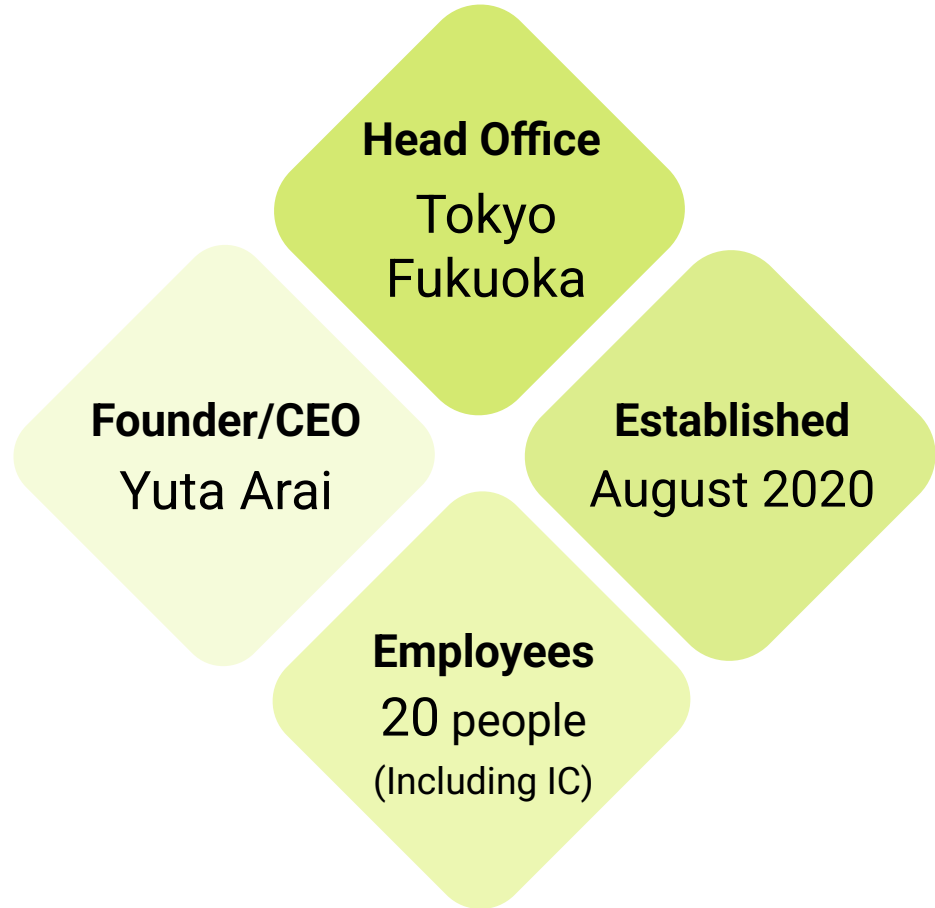 Head Office
Tokyo
Fukuoka
Founder/CEO
Yuta Arai
Established
August 2020
Employees
20 people
(Including IC)